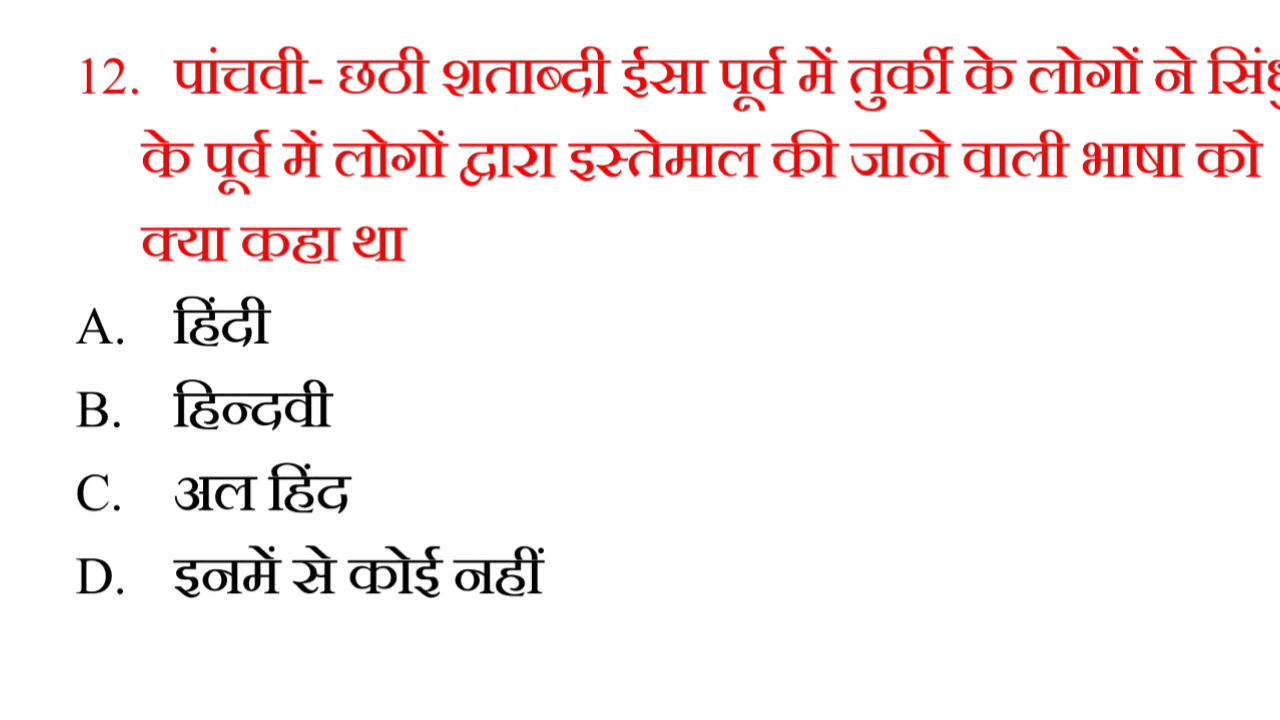 12. पांचवी- छठी शताब्दी ईसा पूर्व में तुर्की के लोगों ने
के पूर्व में लोगों द्वारा इस्तेमाल की जाने वाली भाषा को
क्या कहा था
A. हिंदी
B. हिन्दवी
C. अल हिंद
D. इनमें से कोई नहीं